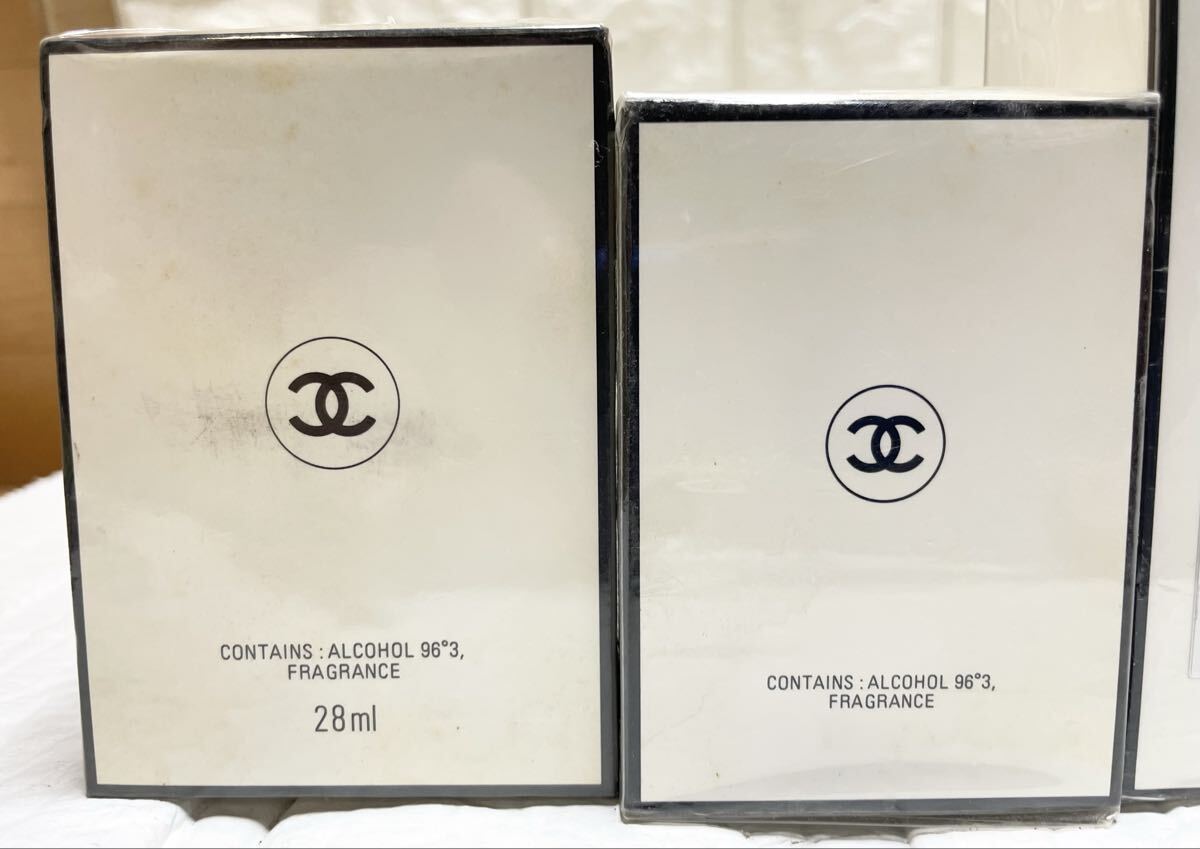 CONTAINS : ALCOHOL 96°3,
FRAGRANCE
28ml
CONTAINS : ALCOHOL 96°3,
FRAGRANCE